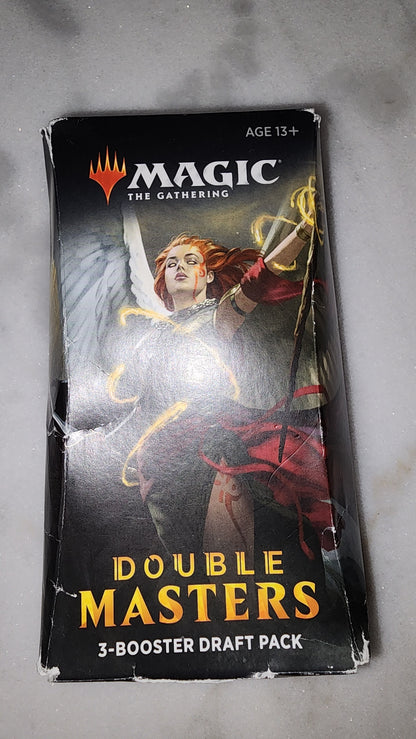 AGE 13+
MAGIC
THE GATHERING
DOUBLE
MASTERS
3-BOOSTER DRAFT PACK